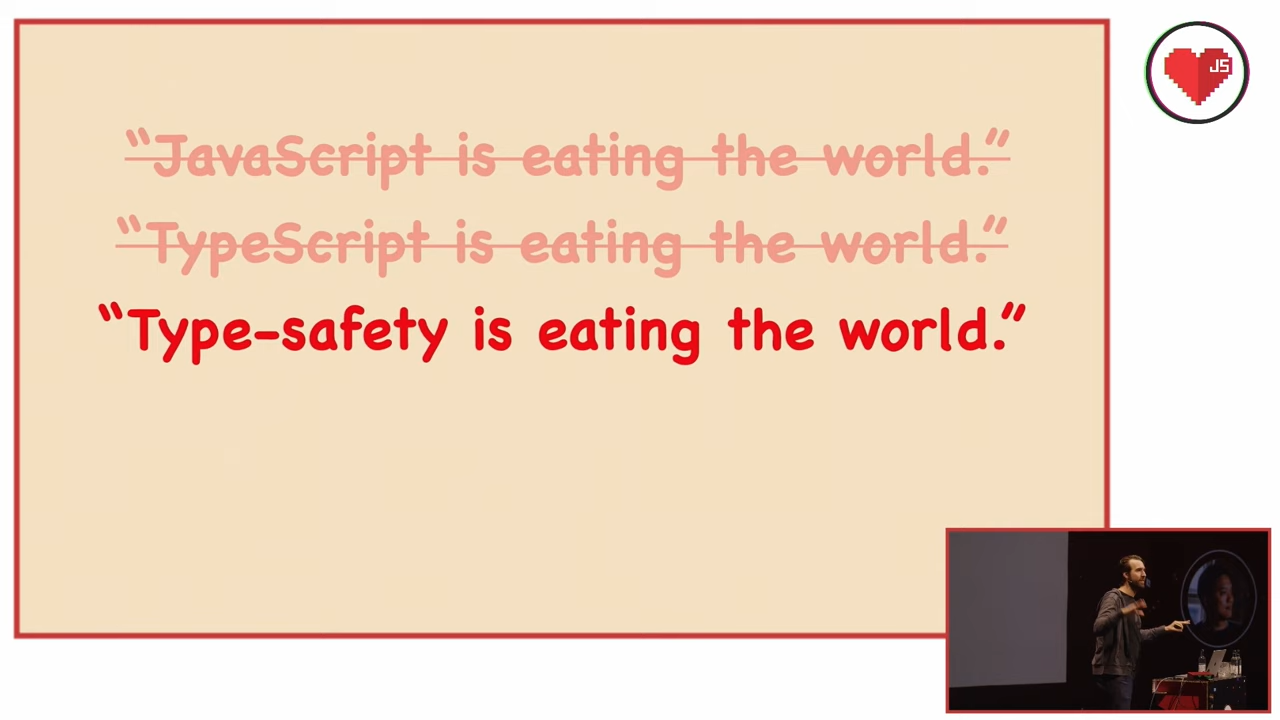 “JavaScript is eating the world.”
“TypeScript is eating the world.”
“Type-safety is eating the world.”
JS